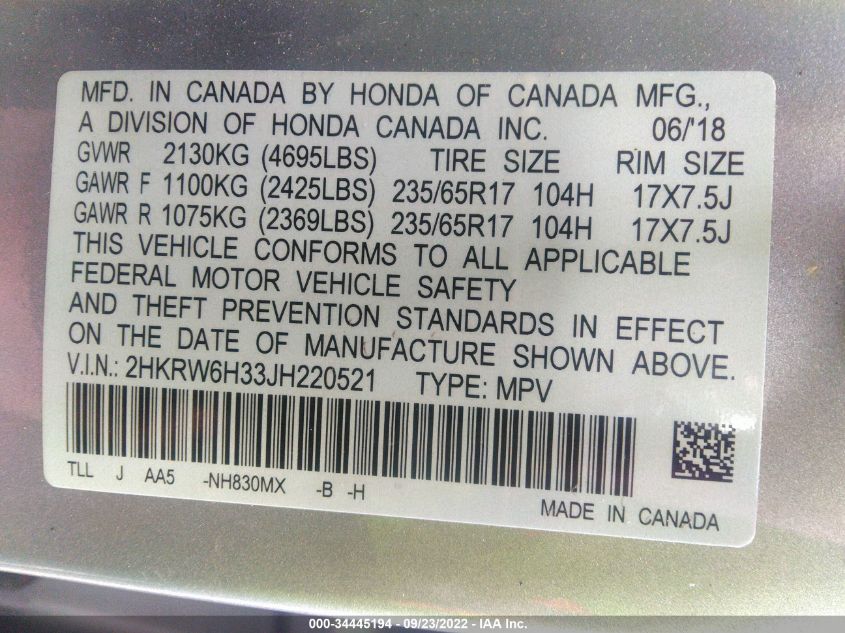 MFD. IN CANADA BY HONDA OF CANADA MFG.,
A DIVISION OF HONDA CANADA INC. 06/'18
GVWR 2130KG (4695LBS) TIRE SIZE RIM SIZE
GAWR F 1100KG (2425LBS) 235/65R17 104H 17X7.5J
GAWR R 1075KG (2369LBS) 235/65R17 104H 17X7.5J
THIS VEHICLE CONFORMS TO ALL APPLICABLE
FEDERAL MOTOR VEHICLE SAFETY
AND THEFT PREVENTION STANDARDS IN EFFECT
ON THE DATE OF MANUFACTURE SHOWN ABOVE.
V.I.N.: 2HKRW6H33JH220521 TYPE: MPV
TLL J AA5 -NH830MX -B -H
MADE IN CANADA
000-34445194 - 09/23/2022 - IAA Inc.